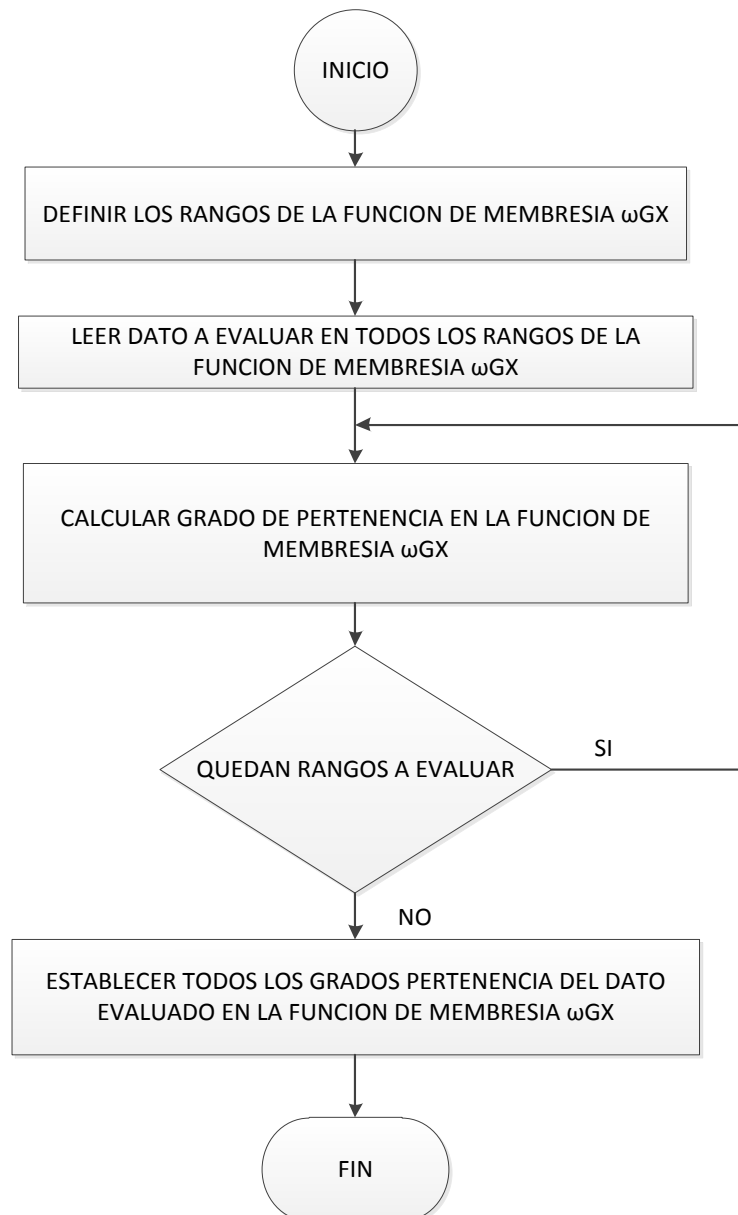 INICIO
DEFINIR LOS RANGOS DE LA FUNCION DE MEMBRESIA ωGX
LEER DATO A EVALUAR EN TODOS LOS RANGOS DE LA
FUNCION DE MEMBRESIA ωGX
CALCULAR GRADO DE PERTENENCIA EN LA FUNCION DE
MEMBRESIA ωGX
QUEDAN RANGOS A EVALUAR
SI
NO
ESTABLECER TODOS LOS GRADOS PERTENENCIA DEL DATO
EVALUADO EN LA FUNCION DE MEMBRESIA ωGX
FIN